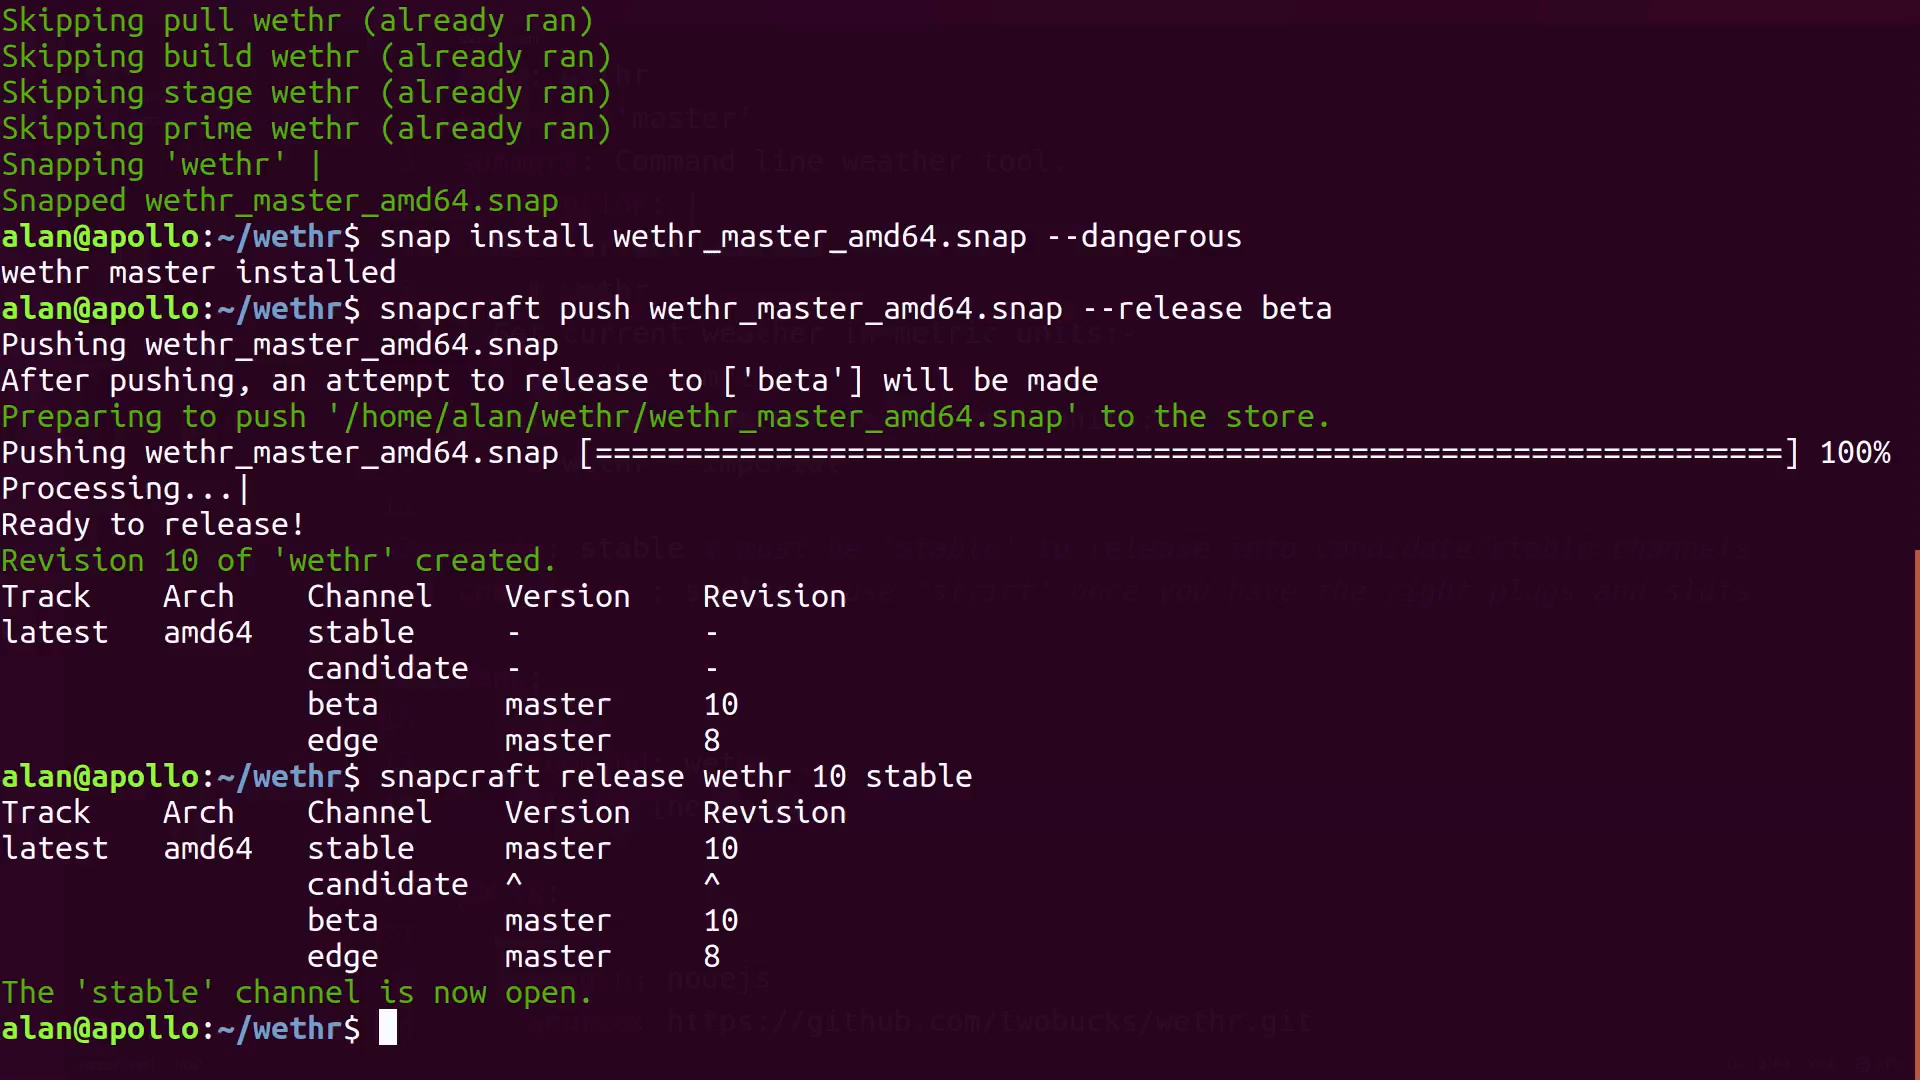 Skipping pull wethr (already ran)
Skipping build wethr (already ran)
Skipping stage wethr (already ran)
Skipping prime wethr (already ran)
Snapping 'wethr' |
Snapped wethr_master_amd64.snap
alan@apollo:~/wethr$ snap install wethr_master_amd64.snap --dangerous
wethr master installed
alan@apollo:~/wethr$ snapcraft push wethr_master_amd64.snap --release beta
Pushing wethr_master_amd64.snap
After pushing, an attempt to release to ['beta'] will be made
Preparing to push '/home/alan/wethr/wethr_master_amd64.snap' to the store.
Pushing wethr_master_amd64.snap [==================================================================] 100%
Processing...|
Ready to release!
Revision 10 of 'wethr' created.
Track    Arch    Channel    Version    Revision
latest   amd64   stable     -          -
                 candidate  -          -
                 beta       master     10
                 edge       master     8
alan@apollo:~/wethr$ snapcraft release wethr 10 stable
Track    Arch    Channel    Version    Revision
latest   amd64   stable     master     10
                 candidate  ^          ^
                 beta       master     10
                 edge       master     8
The 'stable' channel is now open.
alan@apollo:~/wethr$